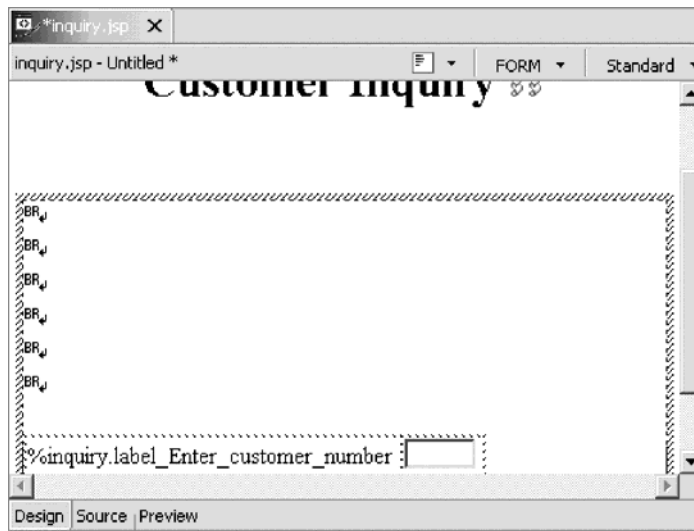 *inquiry.jsp X
inquiry.jsp - Untitled * FORM Standard
Customer Inquiry
BR
BR
BR
BR
BR
BR
%inquiry.label_Enter_customer_number
Design Source Preview